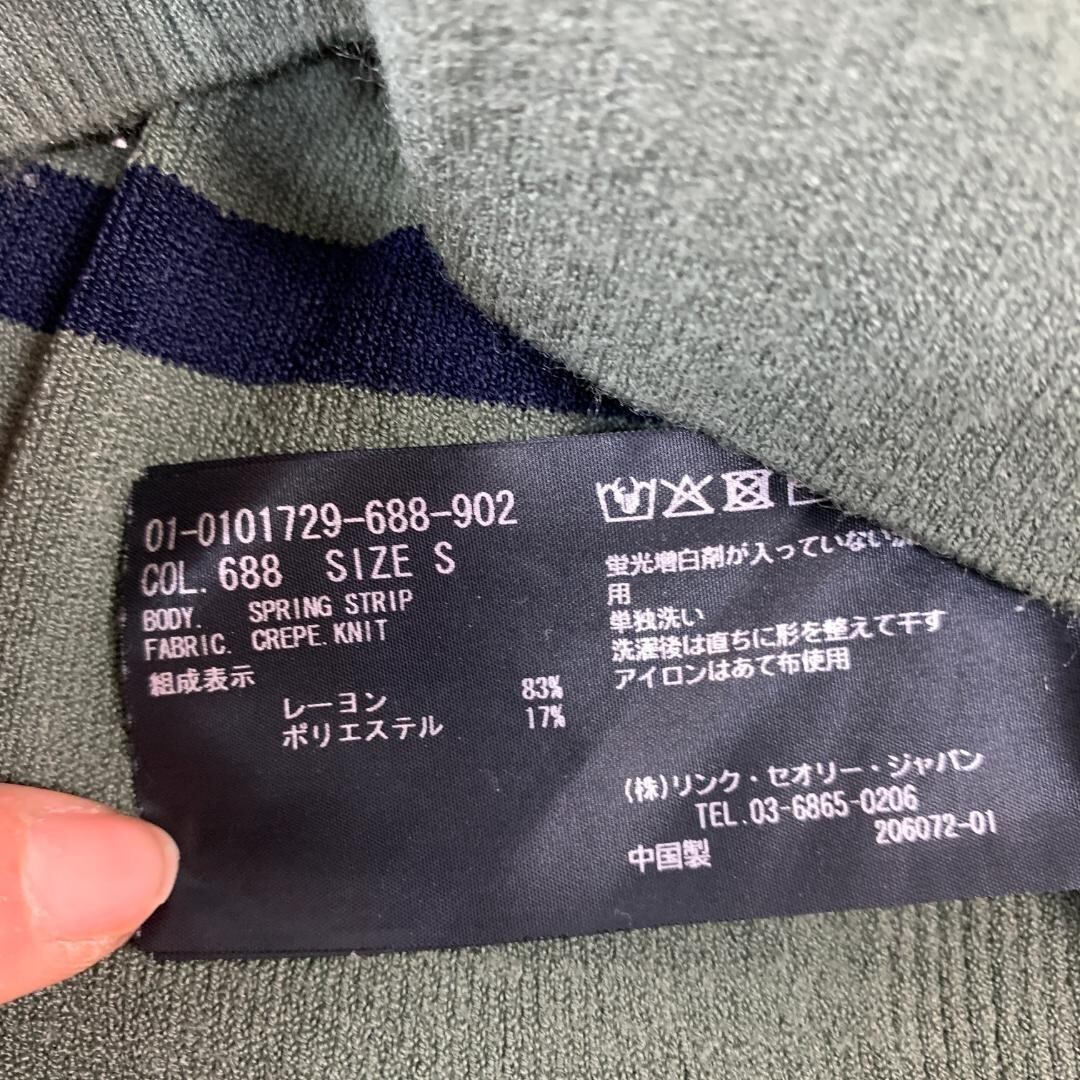 01-0101729-688-902
COL. 688 SIZE S
BODY. SPRING STRIP
FABRIC. CREPE.KNIT
組成表示
レーヨン 83%
ポリエステル 17%
蛍光増白剤が入っていない
用
単独洗い
洗濯後は直ちに形を整えて干す
アイロンはあて布使用
(株)リンク・セオリー・ジャパン
TEL.03-6865-0206
206072-01
中国製